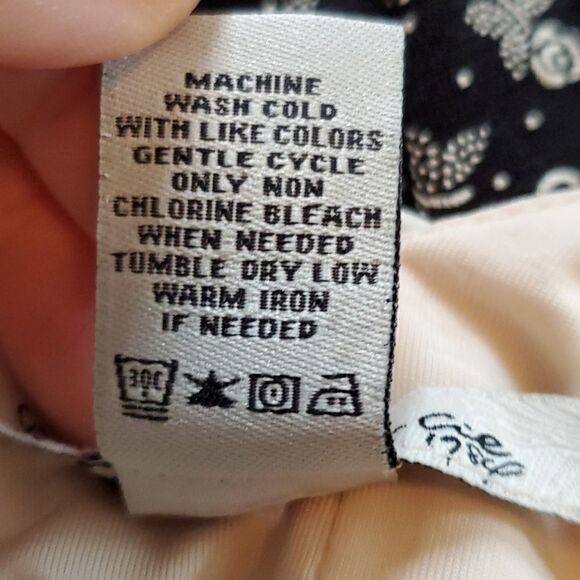 MACHINE
WASH COLD
WITH LIKE COLORS
GENTLE CYCLE
ONLY NON
CHLORINE BLEACH
WHEN NEEDED
TUMBLE DRY LOW
WARM IRON
IF NEEDED
30C